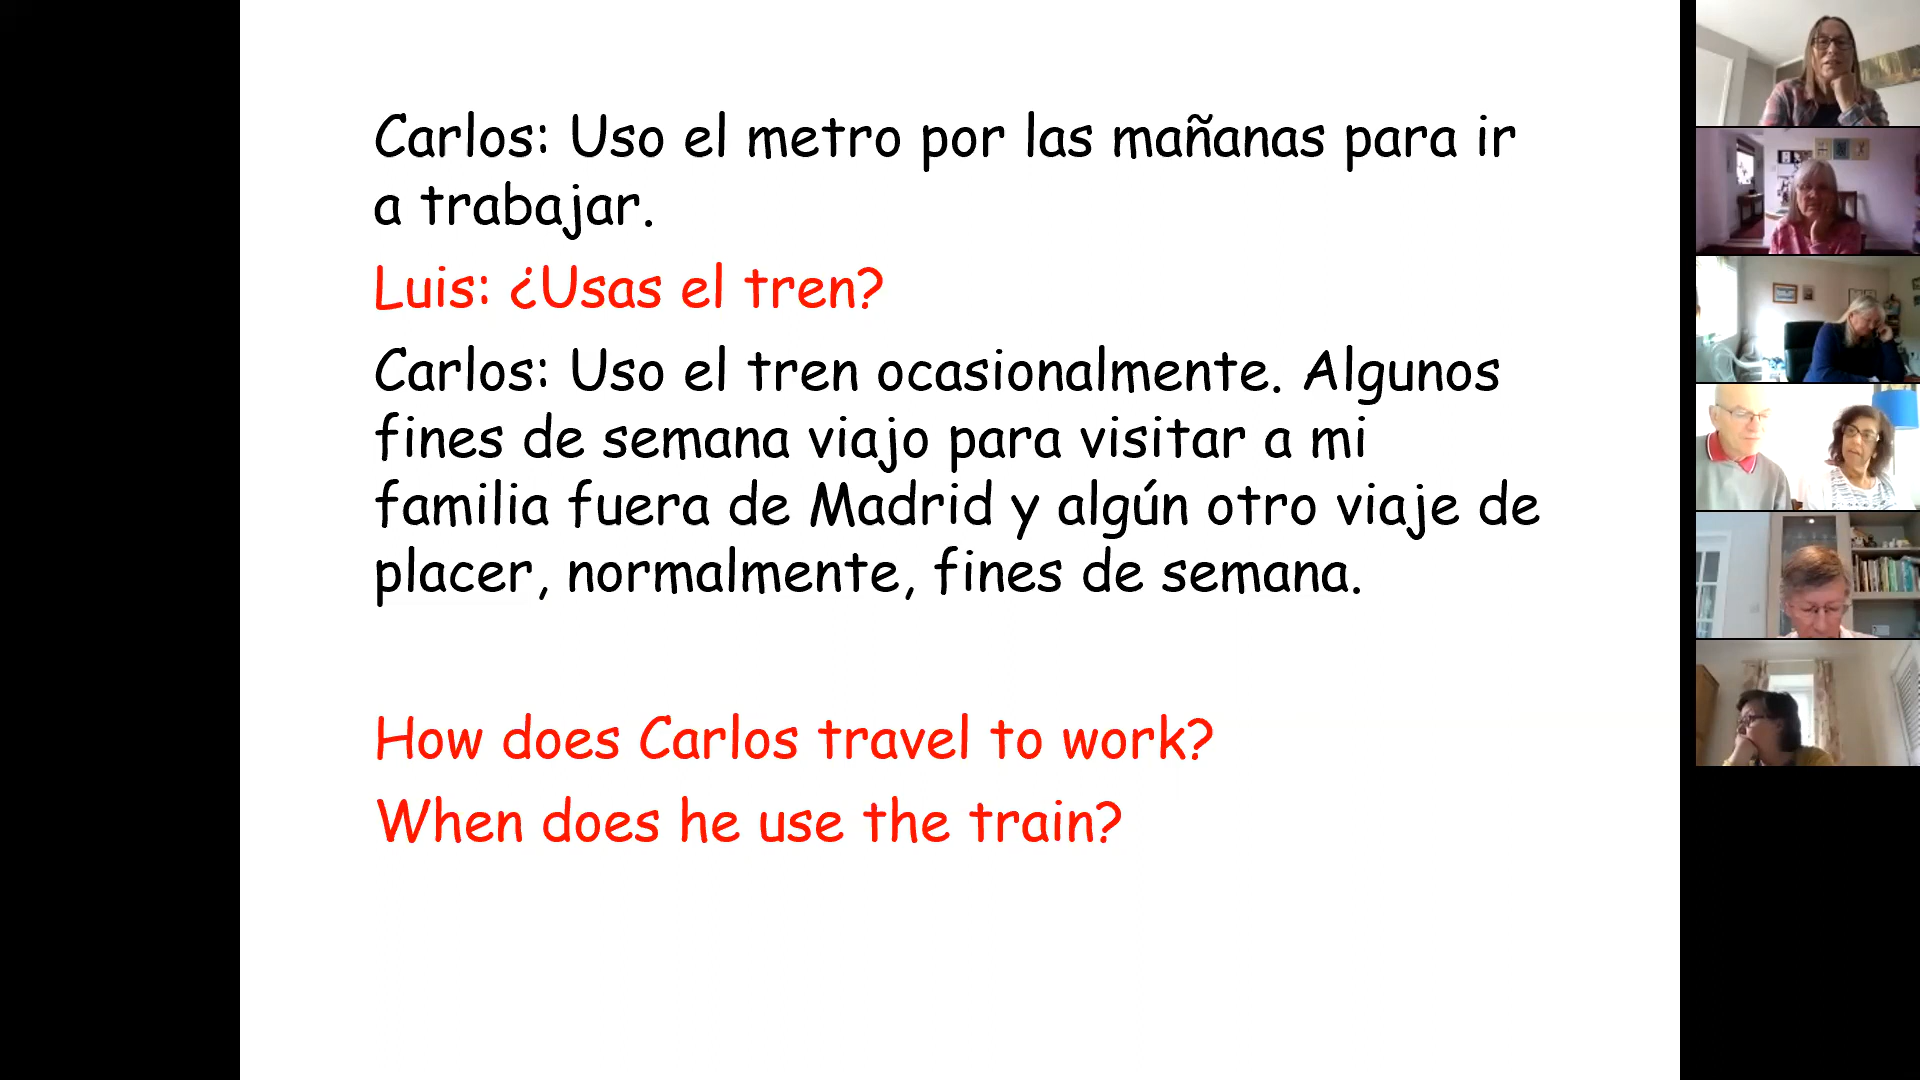 Carlos: Uso el metro por las mañanas para ir
a trabajar.
Luis: ¿Usas el tren?
Carlos: Uso el tren ocasionalmente. Algunos
fines de semana viajo para visitar a mi
familia fuera de Madrid y algún otro viaje de
placer, normalmente, fines de semana.
How does Carlos travel to work?
When does he use the train?